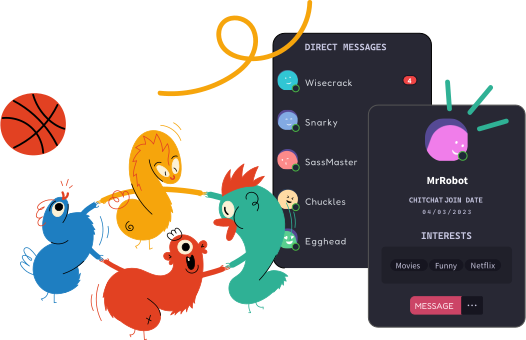 DIRECT MESSAGES
Wisecrack
4
Snarky
SassMaster
Chuckles
Egghead
MrRobot
CHITCHAT JOIN DATE
04/03/2023
INTERESTS
Movies Funny Netflix
MESSAGE ...